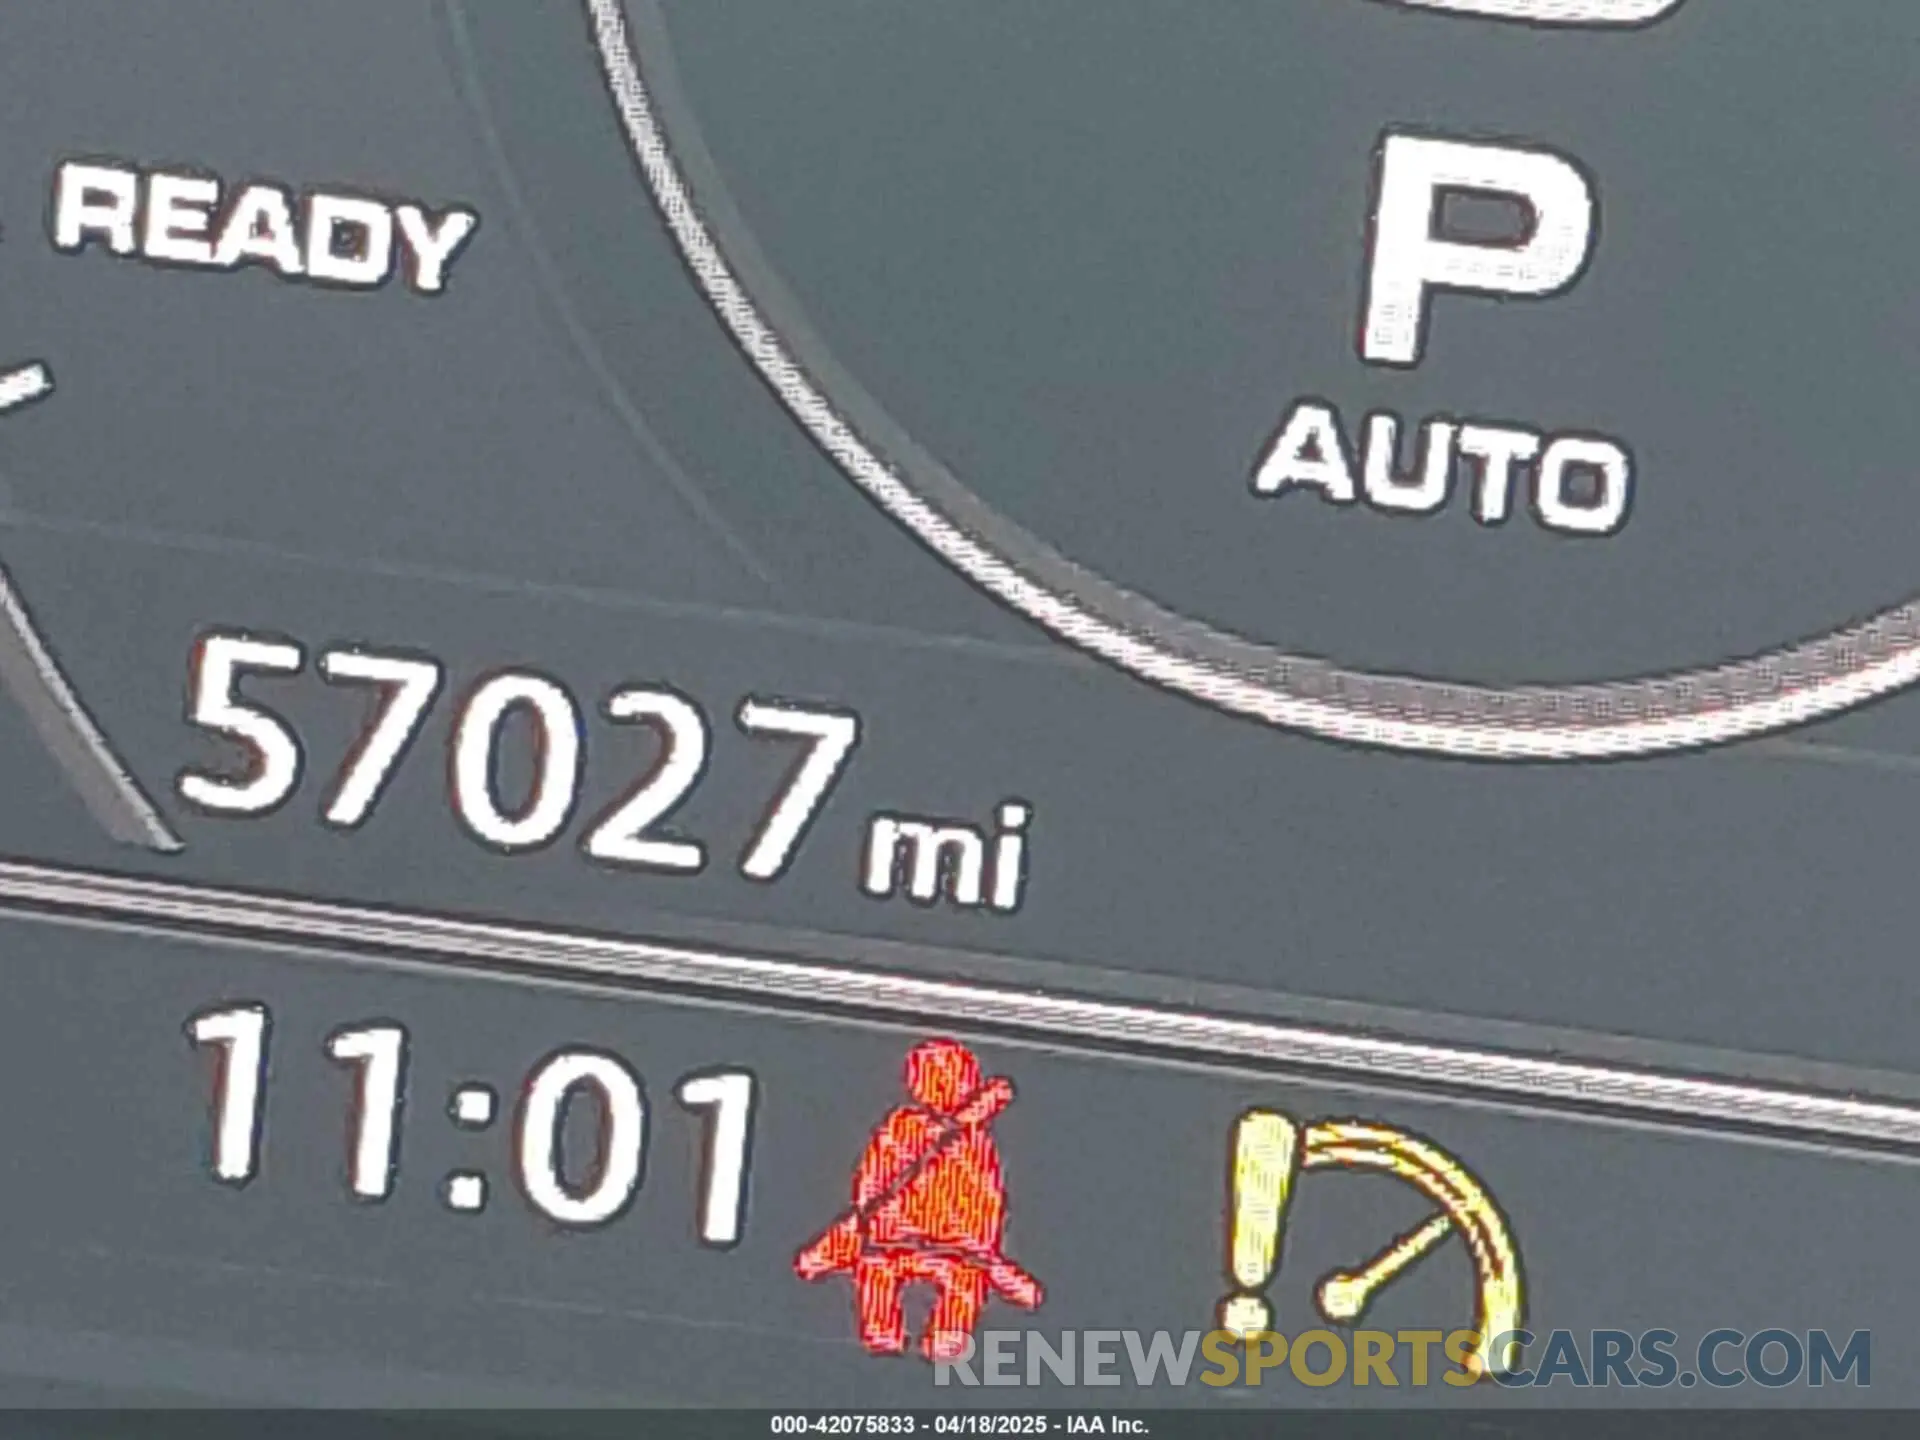 READY
P
AUTO
57027 mi
11:01
RENEWSPORTSCARS.COM
000-42075833 - 04/18/2025 - IAA Inc.